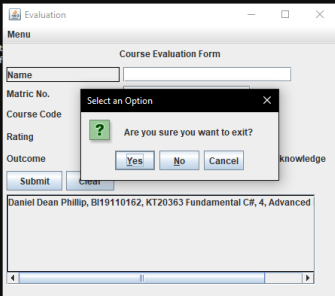 Evaluation
Menu
Course Evaluation Form
Name
Matric No.
Select an Option
Course Code
?
Are you sure you want to exit?
Rating
Yes No Cancel
Outcome knowledge
Submit Clear
Daniel Dean Phillip, BI19110162, KT20363 Fundamental C#, 4, Advanced